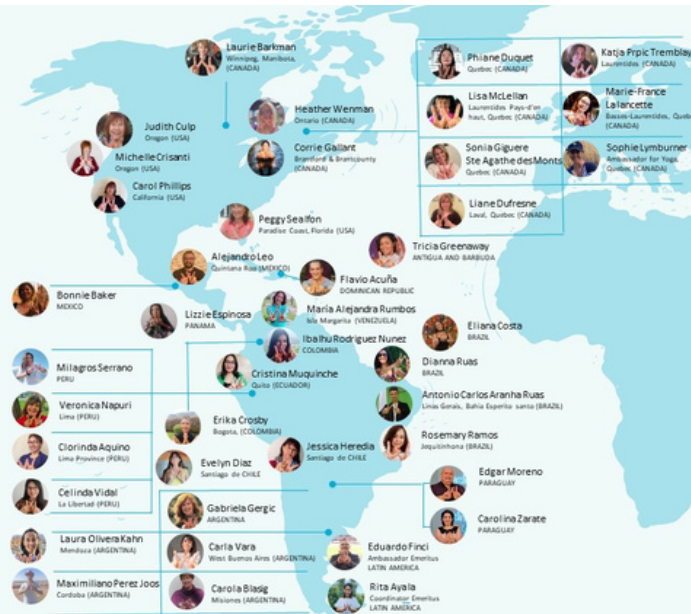 Laurie Barkman
Winnipeg, Manitoba,
(CANADA)
Phiane Duquet
Quebec (CANADA)
Katja Prpic Tremblay
Laurentides (CANADA)
Judith Culp
Oregon (USA)
Heather Wenman
Ontario (CANADA)
Lisa McLellan
Laurentides Pays-d'en
haut, Quebec (CANADA)
Marie-France
Lalancette
Basses-Laurentides, Queb
(CANADA)
Michelle Crisanti
Oregon (USA)
Corrie Gallant
Brantford & Brantcounty
(CANADA)
Sonia Giguere
Ste Agathe des Monts
Quebec (CANADA)
Sophie Lymburner
Ambassador for Yoga,
Quebec (CANADA)
Carol Phillips
California (USA)
Liane Dufresne
Laval, Quebec (CANADA)
Peggy Sealfon
Paradise Coast, Florida (USA)
Alejandro Leo
Quintana Roo (MEXICO)
Tricia Greenaway
ANTIGUA AND BARBUDA
Flavio Acuña
DOMINICAN REPUBLIC
Bonnie Baker
MEXICO
Lizzie Espinosa
PANAMA
María Alejandra Rumbos
Isla Margarita (VENEZUELA)
Ibalhu Rodriguez Nunez
COLOMBIA
Eliana Costa
BRAZIL
Milagros Serrano
PERU
Cristina Muquinche
Quito (ECUADOR)
Dianna Ruas
BRAZIL
Veronica Napuri
Lima (PERU)
Antonio Carlos Aranha Ruas
Linas Gerais, Bahia Esperito santo (BRAZIL)
Erika Crosby
Bogota, (COLOMBIA)
Clorinda Aquino
Lima Province (PERU)
Jessica Heredia
Santiago de CHILE
Rosemary Ramos
Jequitinhona (BRAZIL)
Evelyn Diaz
Santiago de CHILE
Celinda Vidal
La Libertad (PERU)
Edgar Moreno
PARAGUAY
Gabriela Gergic
ARGENTINA
Carolina Zarate
PARAGUAY
Laura Olivera Kahn
Mendoza (ARGENTINA)
Carla Vara
West Buenos Aires (ARGENTINA)
Eduardo Finci
Ambassador Emeritus
LATIN AMERICA
Maximiliano Perez Joos
Cordoba (ARGENTINA)
Carola Blasig
Misiones (ARGENTINA)
Rita Ayala
Coordinator Emeritus
LATIN AMERICA